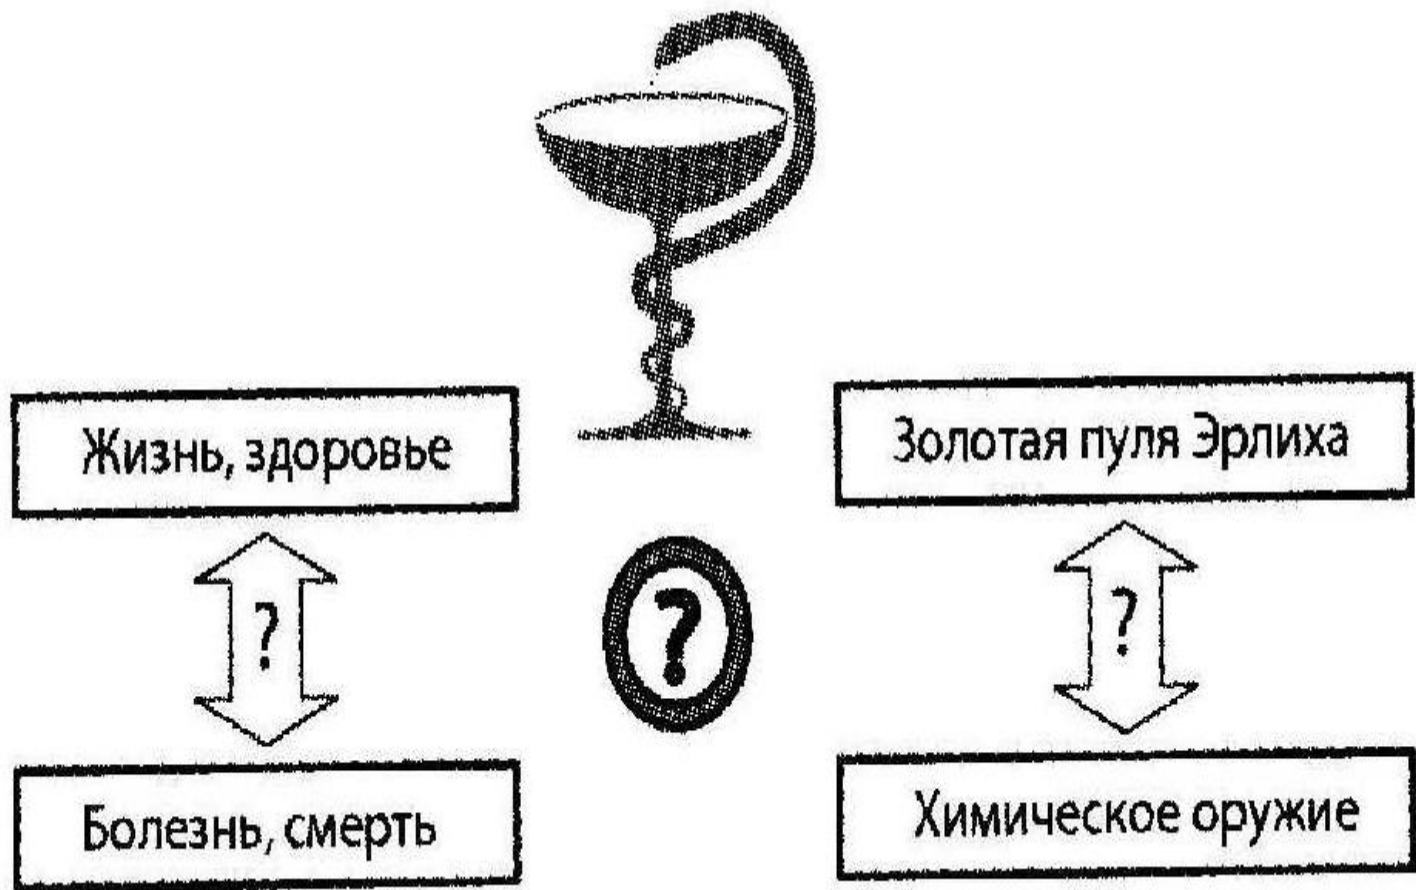 Жизнь, здоровье
Золотая пуля Эрлиха
?
?
?
Болезнь, смерть
Химическое оружие